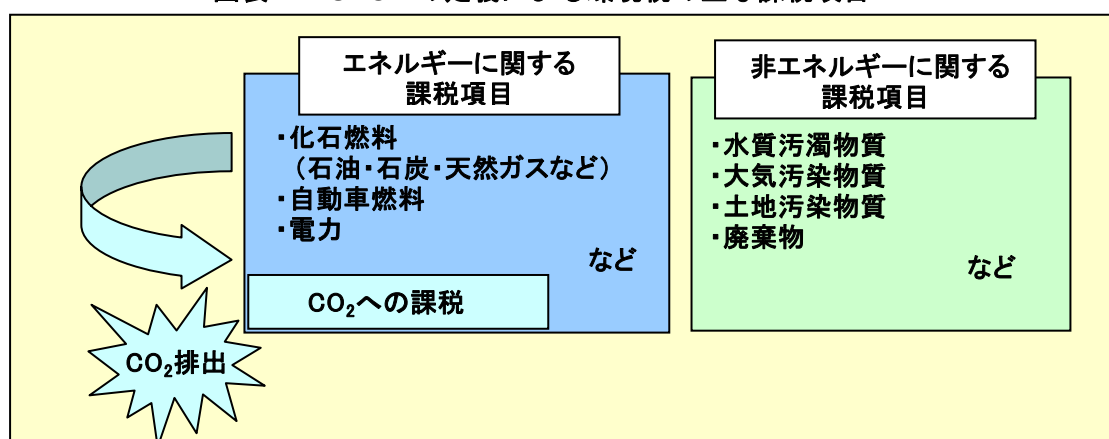 エネルギーに関する
課税項目
・化石燃料
（石油・石炭・天然ガスなど）
・自動車燃料
・電力
など
CO₂への課税
CO₂排出
非エネルギーに関する
課税項目
・水質汚濁物質
・大気汚染物質
・土地汚染物質
・廃棄物
など